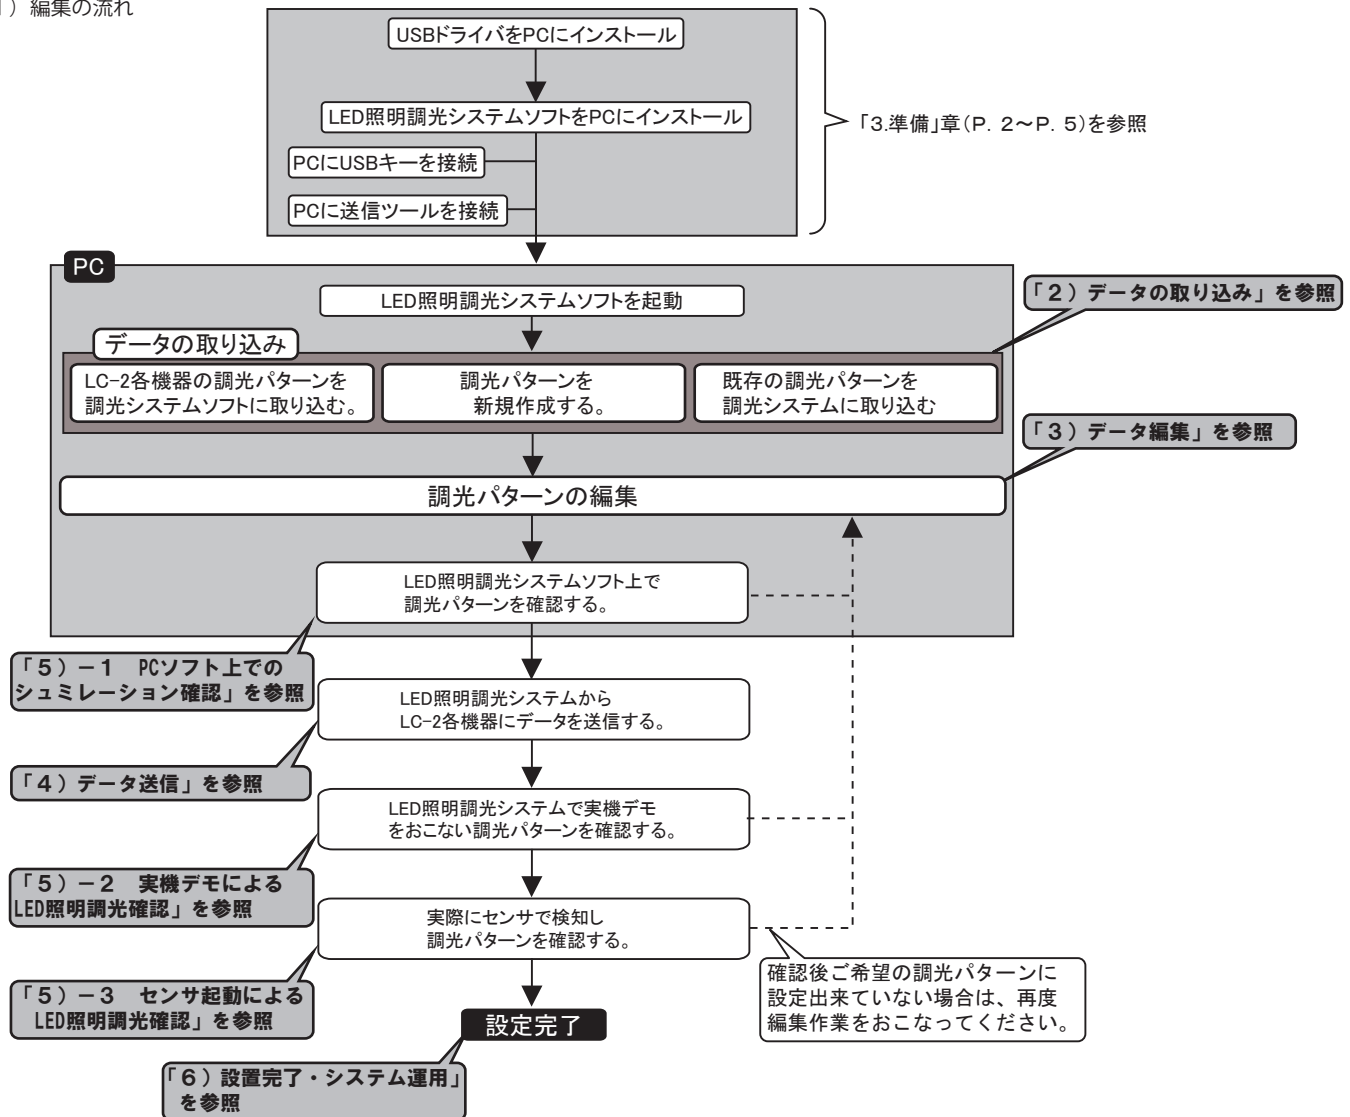 ）編集の流れ
USBドライバをPCにインストール
LED照明調光システムソフトをPCにインストール
「3.準備」章(P. 2～P. 5)を参照
PCにUSBキーを接続
PCに送信ツールを接続
PC
LED照明調光システムソフトを起動
「２）データの取り込み」を参照
データの取り込み
LC-2各機器の調光パターンを
調光システムソフトに取り込む。
調光パターンを
新規作成する。
既存の調光パターンを
調光システムに取り込む
「３）データ編集」を参照
調光パターンの編集
LED照明調光システムソフト上で
調光パターンを確認する。
「５）－１　PCソフト上での
シュミレーション確認」を参照
LED照明調光システムから
LC-2各機器にデータを送信する。
「４）データ送信」を参照
LED照明調光システムで実機デモ
をおこない調光パターンを確認する。
「５）－２　実機デモによる
LED照明調光確認」を参照
実際にセンサで検知し
調光パターンを確認する。
確認後ご希望の調光パターンに
設定出来ていない場合は、再度
編集作業をおこなってください。
「５）－３　センサ起動による
LED照明調光確認」を参照
設定完了
「６）設置完了・システム運用」
を参照